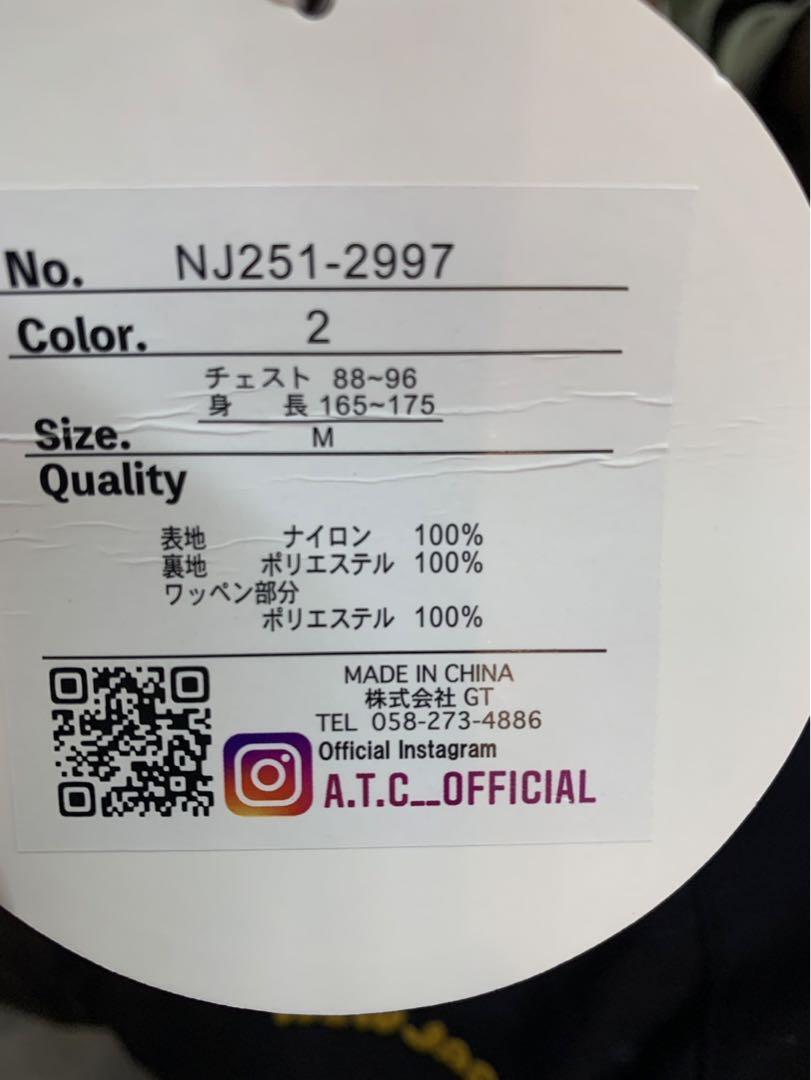 No. NJ251-2997
Color. 2
チェスト 88~96
身 長 165~175
Size. M
Quality
表地 ナイロン 100%
裏地 ポリエステル 100%
ワッペン部分
ポリエステル 100%
MADE IN CHINA
株式会社 GT
TEL 058-273-4886
Official Instagram
A.T.C__OFFICIAL